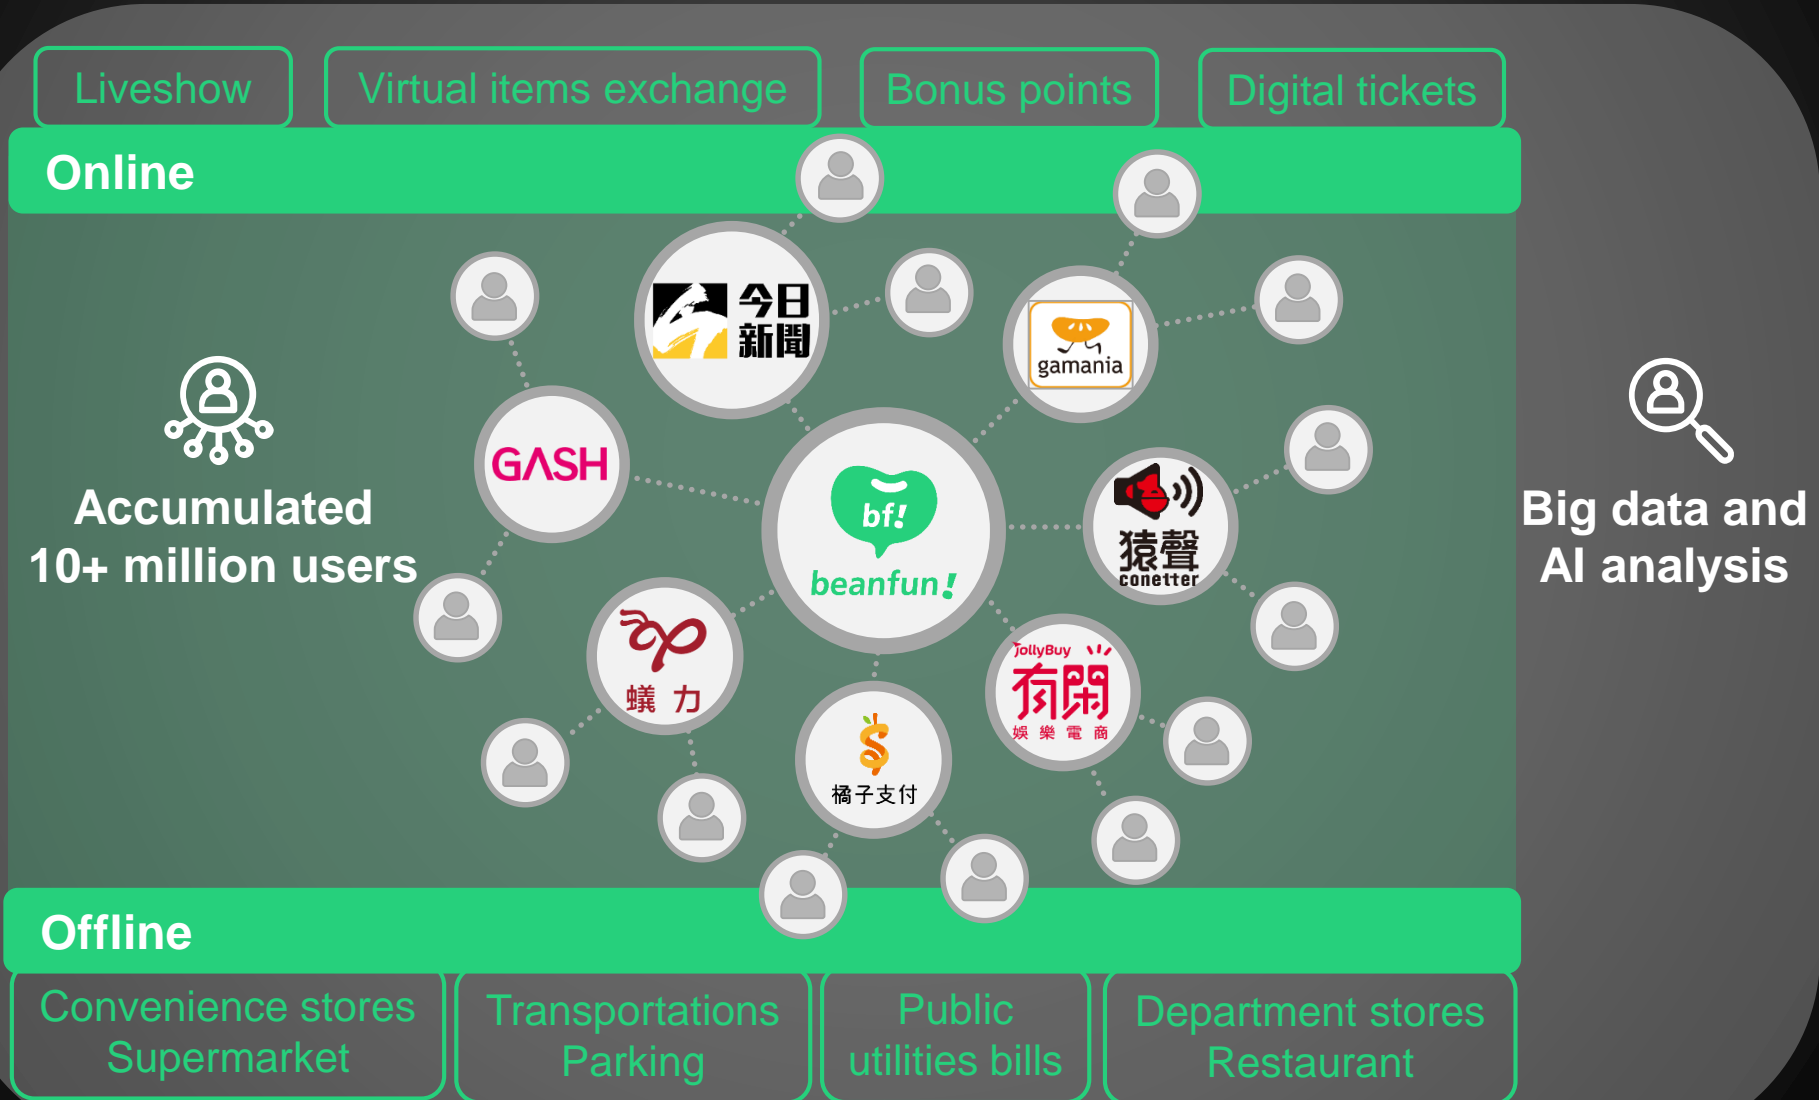 Liveshow
Virtual items exchange
Bonus points
Digital tickets
Online
今日
新聞
gamania
GASH
bf!
beanfun!
猿聲
conetter
Accumulated
10+ million users
Big data and
AI analysis
蟻力
橘子支付
jollyBuy
有閑
娛樂電商
Offline
Convenience stores
Supermarket
Transportations
Parking
Public
utilities bills
Department stores
Restaurant